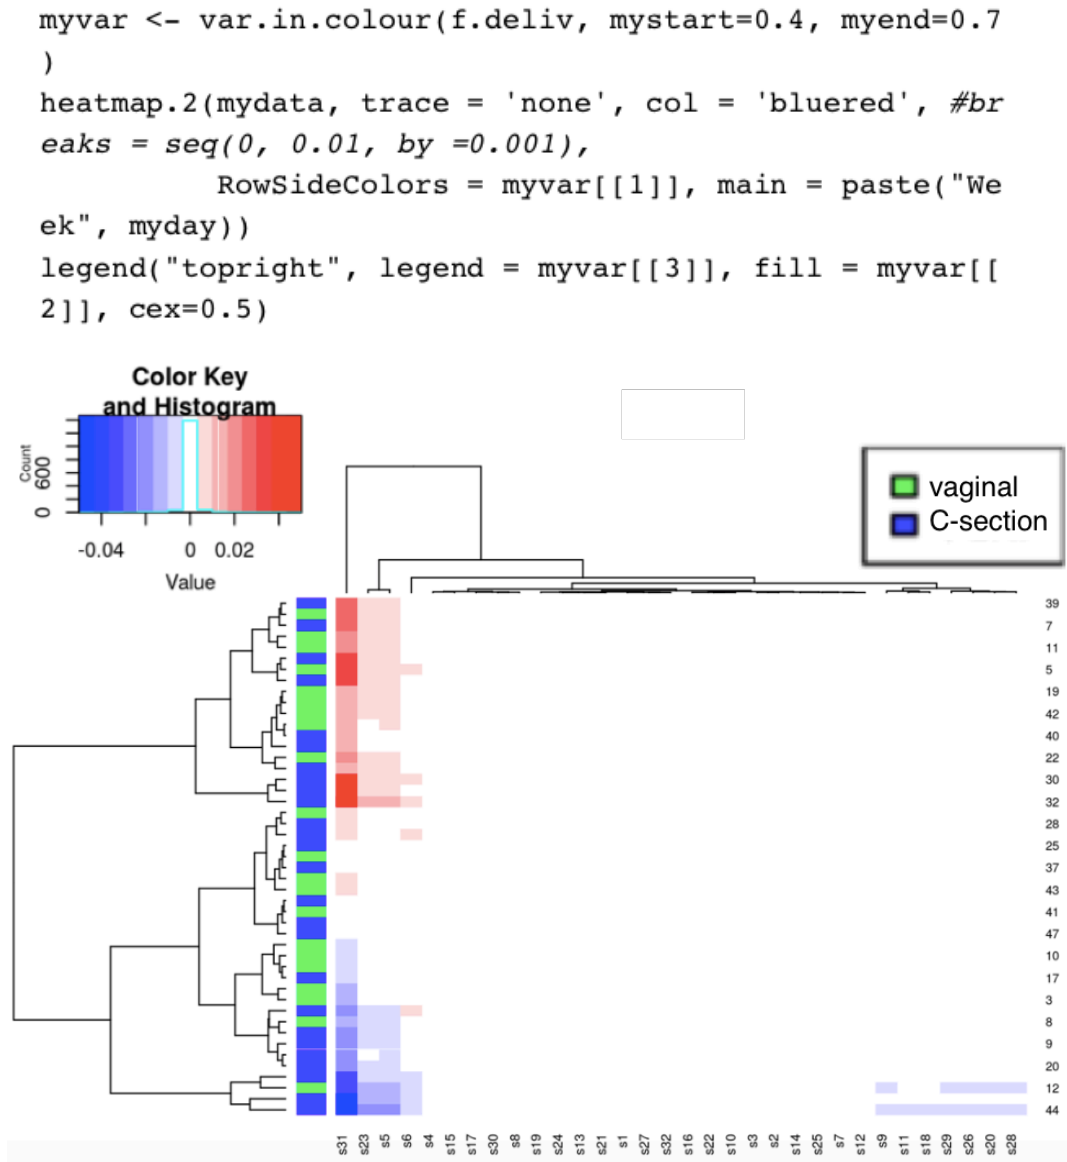 myvar <- var.in.colour(f.deliv, mystart=0.4, myend=0.7
)
heatmap.2(mydata, trace = 'none', col = 'bluered', #br
eaks = seq(0, 0.01, by =0.001),
RowSideColors = myvar[[1]], main = paste("We
ek", myday))
legend("topright", legend = myvar[[3]], fill = myvar[[
2]], cex=0.5)
Color Key
and Histogram
Count
0 600
-0.04 0 0.02
Value
vaginal
C-section
39
7
11
5
19
42
40
22
30
32
28
25
37
43
41
47
10
17
3
8
9
20
12
44
s31 s23 s5 s6 s4 s15 s17 s30 s8 s19 s24 s13 s21 s1 s27 s32 s16 s22 s10 s3 s2 s14 s25 s7 s12 s9 s11 s18 s29 s26 s20 s28